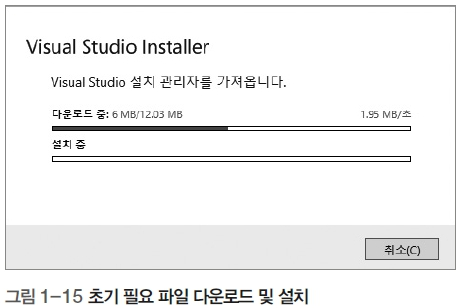 Visual Studio Installer
Visual Studio 설치 관리자를 가져옵니다.
다운로드 중: 6 MB/12.03 MB 1.95 MB/초
설치 중
취소(C)
그림 1-15 초기 필요 파일 다운로드 및 설치